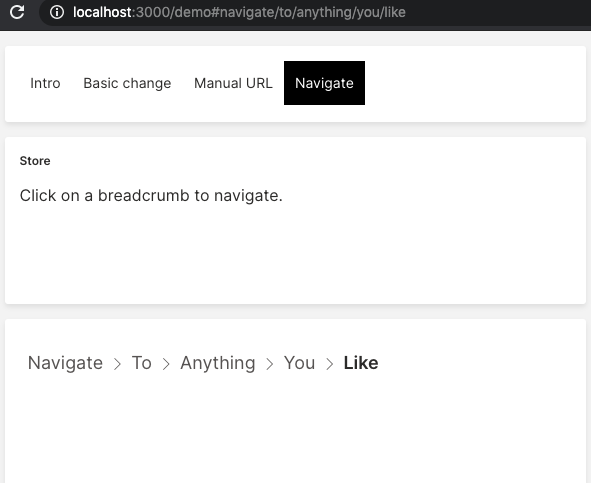 localhost:3000/demo#navigate/to/anything/you/like
Intro Basic change Manual URL Navigate
Store
Click on a breadcrumb to navigate.
Navigate > To > Anything > You > Like